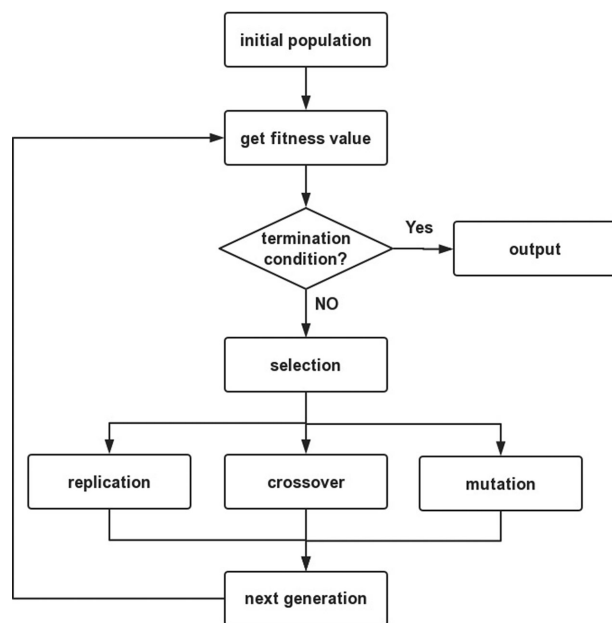 initial population
get fitness value
termination
condition?
Yes
output
NO
selection
replication
crossover
mutation
next generation